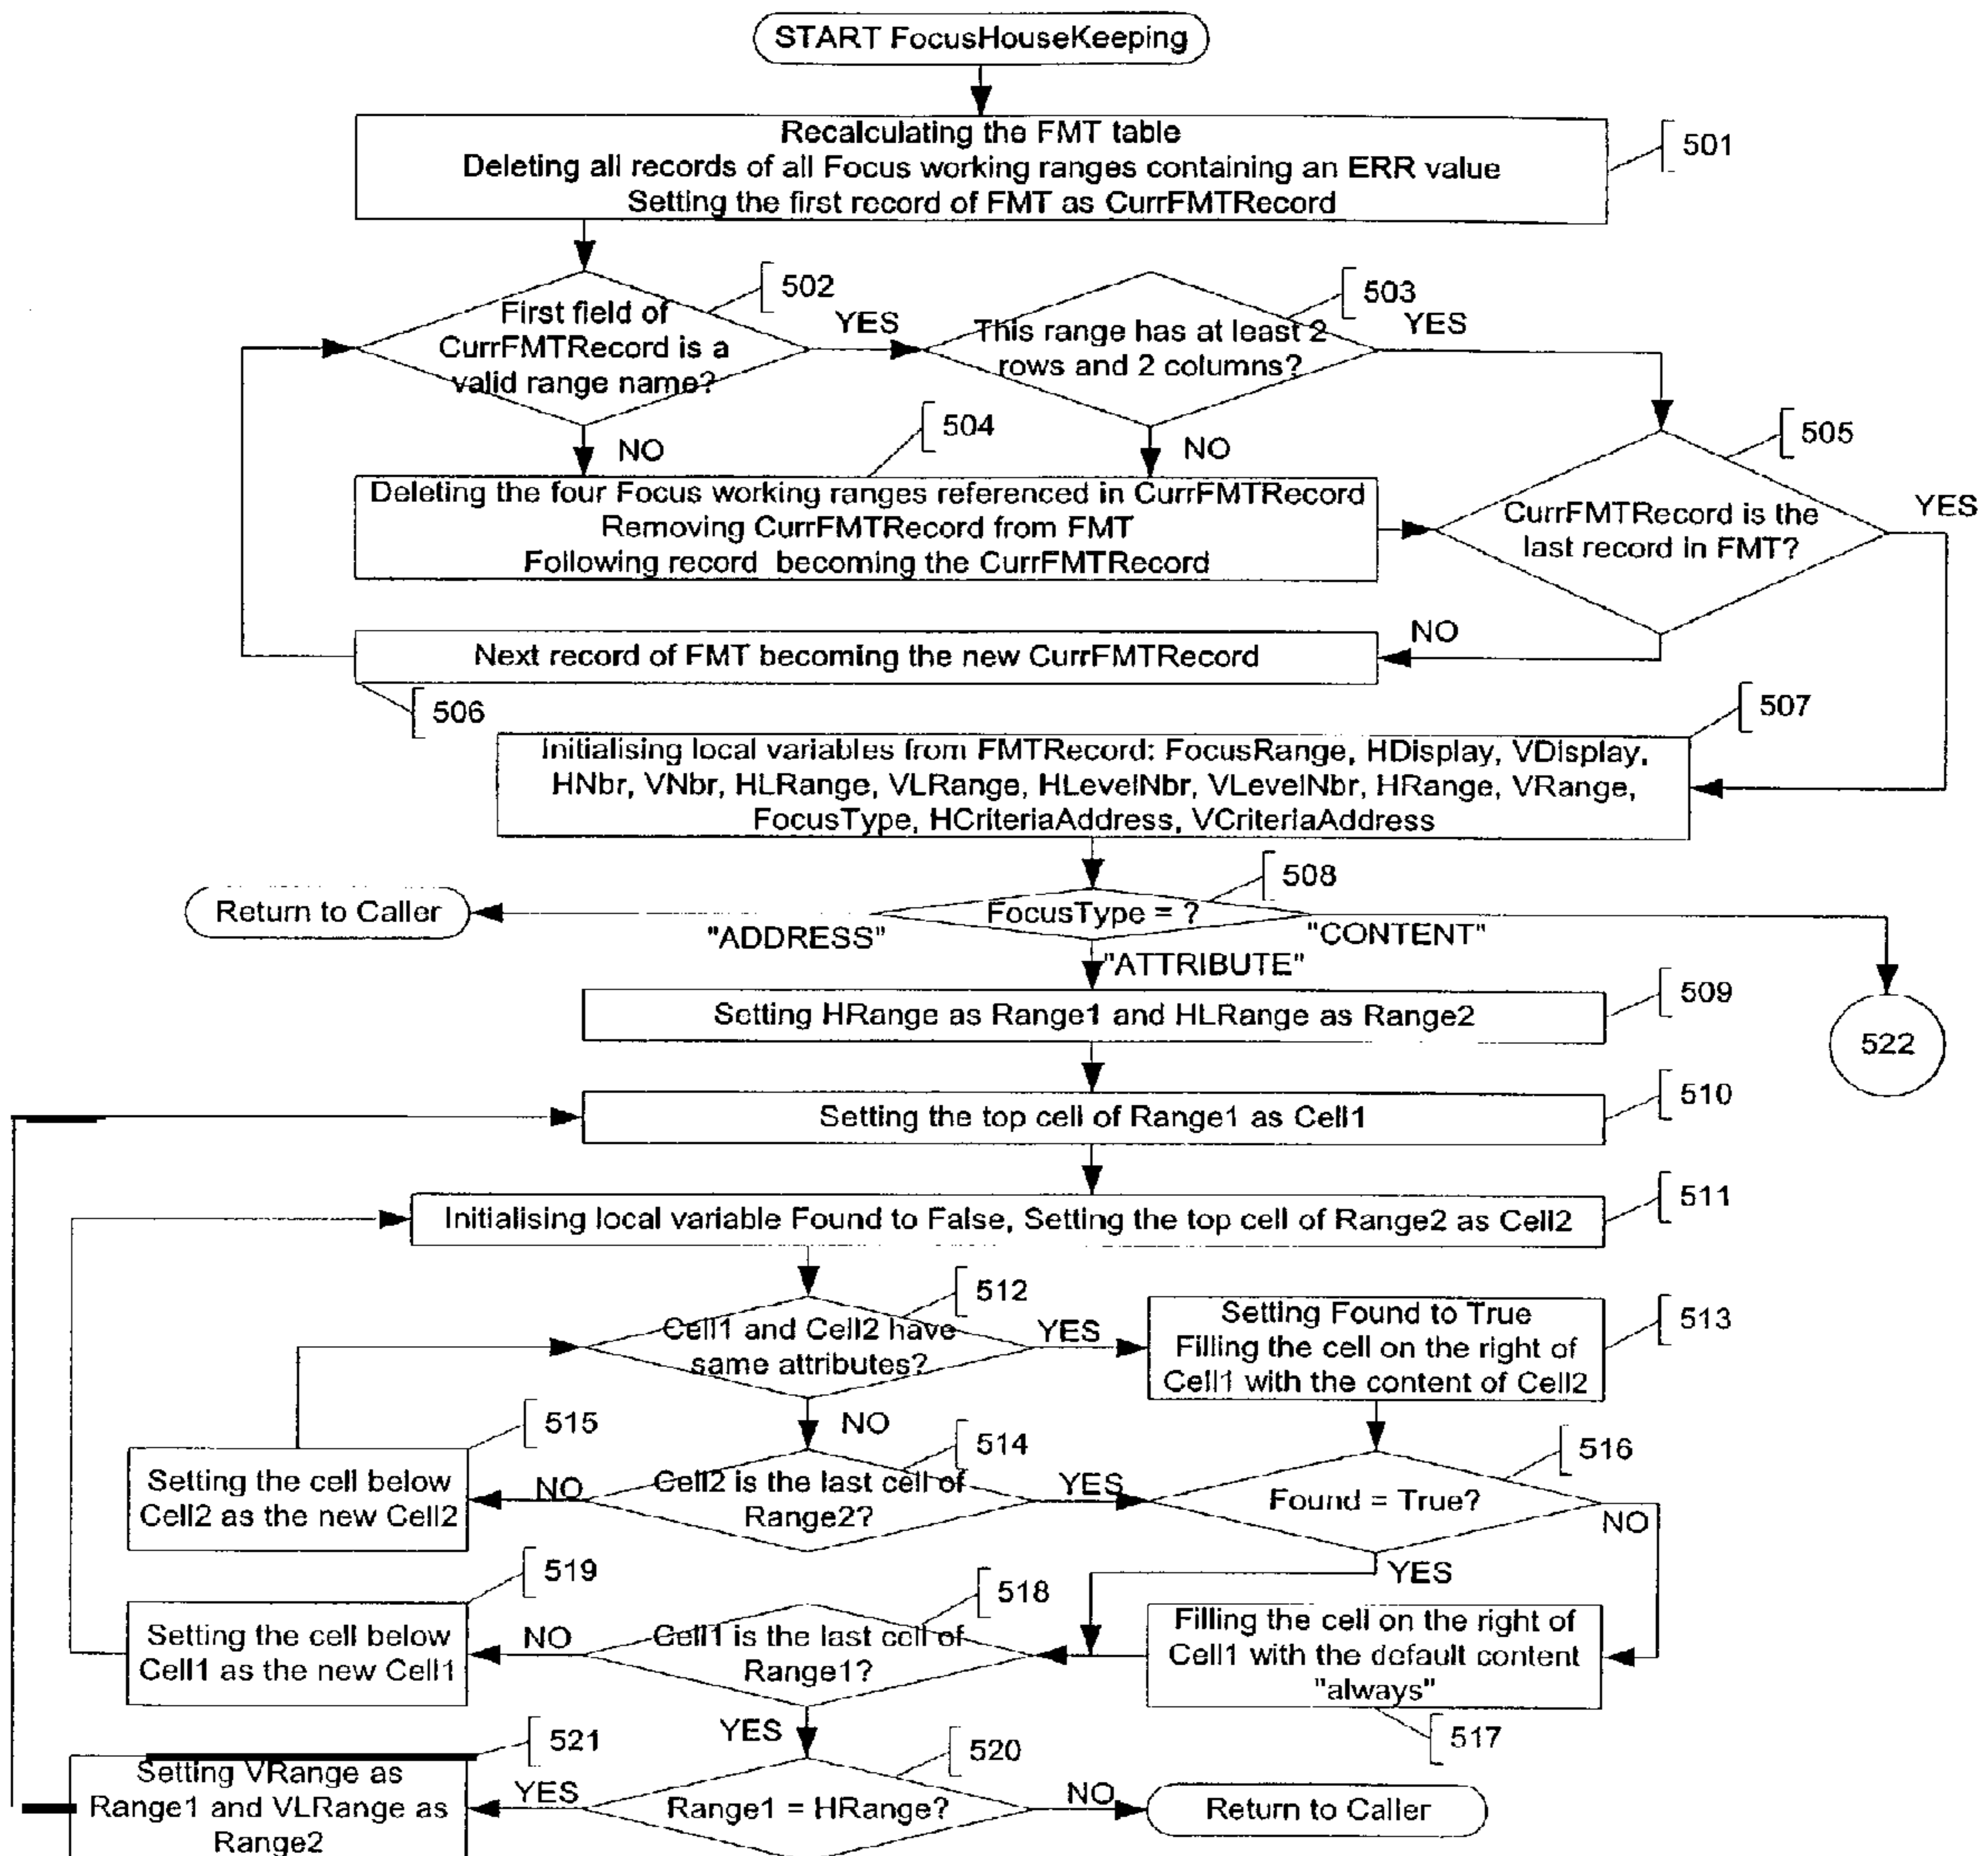 START FocusHouseKeeping
Recalculating the FMT table
Deleting all records of all Focus working ranges containing an ERR value
Setting the first record of FMT as CurrFMTRecord
501
502
First field of
CurrFMTRecord is a
valid range name?
YES
503
This range has at least 2
rows and 2 columns?
YES
NO
504
NO
505
Deleting the four Focus working ranges referenced in CurrFMTRecord
Removing CurrFMTRecord from FMT
Following record becoming the CurrFMTRecord
CurrFMTRecord is the
last record in FMT?
YES
NO
Next record of FMT becoming the new CurrFMTRecord
506
507
Initialising local variables from FMTRecord: FocusRange, HDisplay, VDisplay,
HNbr, VNbr, HLRange, VLRange, HLevelNbr, VLevelNbr, HRange, VRange,
FocusType, HCriteriaAddress, VCriteriaAddress
508
Return to Caller
FocusType = ?
"ADDRESS"
"CONTENT"
"ATTRIBUTE"
509
Setting HRange as Range1 and HLRange as Range2
522
510
Setting the top cell of Range1 as Cell1
511
Initialising local variable Found to False, Setting the top cell of Range2 as Cell2
512
Cell1 and Cell2 have
same attributes?
YES
Setting Found to True
Filling the cell on the right of
Cell1 with the content of Cell2
513
NO
515
514
516
Setting the cell below
Cell2 as the new Cell2
NO
Cell2 is the last cell of
Range2?
YES
Found = True?
NO
YES
519
518
Setting the cell below
Cell1 as the new Cell1
NO
Cell1 is the last cell of
Range1?
Filling the cell on the right of
Cell1 with the default content
"always"
517
YES
521
520
Setting VRange as
Range1 and VLRange as
Range2
YES
Range1 = HRange?
NO
Return to Caller